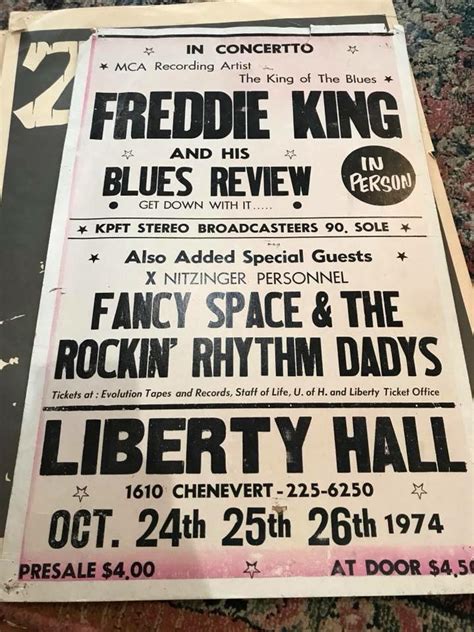 2
IN CONCERTTO
MCA Recording Artist
The King of The Blues
FREDDIE KING
AND HIS
BLUES REVIEW
IN
PERSON
GET DOWN WITH IT.....
KPFT STEREO BROADCASTEERS 90. SOLE
Also Added Special Guests
X NITZINGER PERSONNEL
FANCY SPACE & THE
ROCKIN' RHYTHM DADYS
Tickets at : Evolution Tapes and Records, Staff of Life, U. of H. and Liberty Ticket Office
LIBERTY HALL
1610 CHENEVERT - 225-6250
OCT. 24th 25th 26th 1974
PRESALE $4.00
AT DOOR $4.5